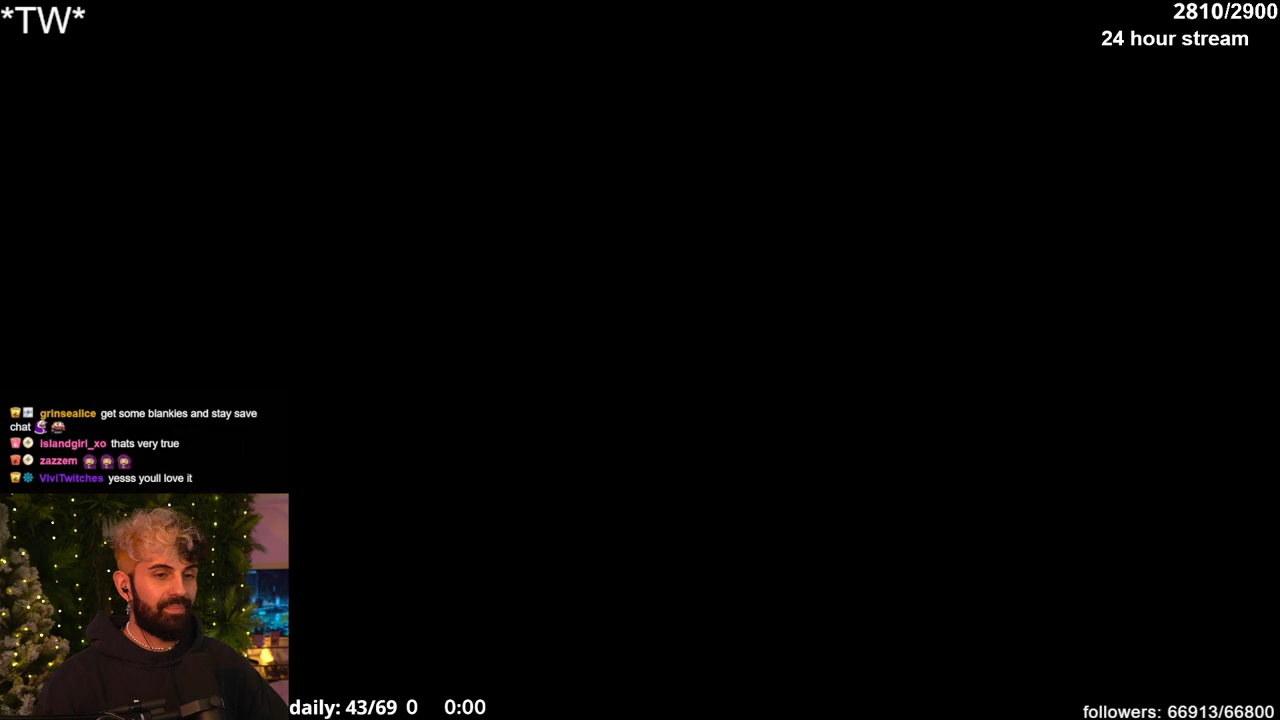 *TW*
2810/2900
24 hour stream
grinsealice get some blankies and stay save
chat
islandgirl_xo thats very true
zazzem
ViviTwitches yesss youll love it
daily: 43/69 0 0:00
followers: 66913/66800